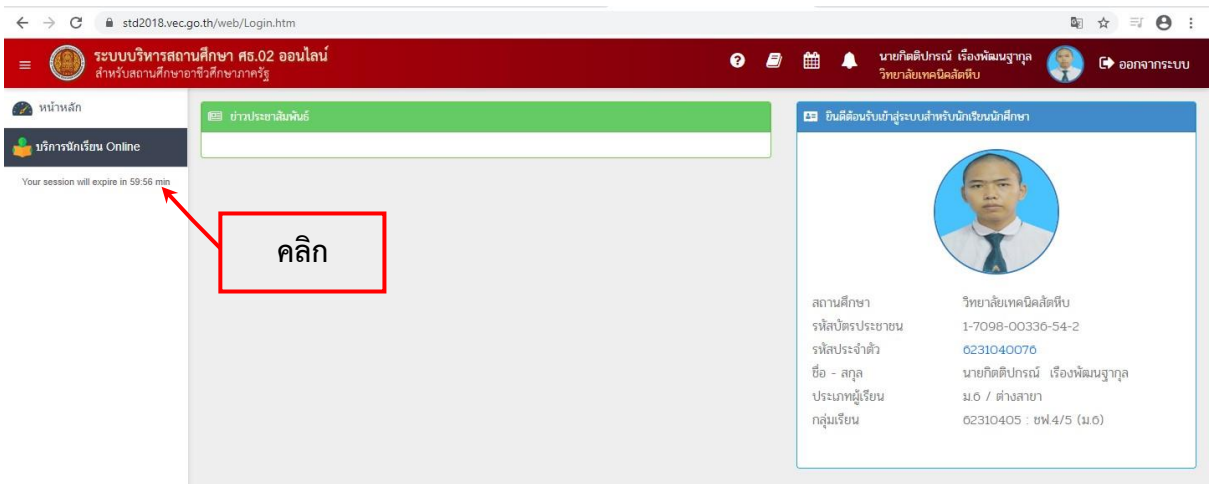 std2018.vec.go.th/web/Login.htm
ระบบบริหารสถานศึกษา ศธ.02 ออนไลน์
สำหรับสถานศึกษาอาชีวศึกษาภาครัฐ
นายกิตติปกรณ์ เรืองพัฒนฐากุล
วิทยาลัยเทคนิคสัตหีบ
ออกจากระบบ
หน้าหลัก
บริการนักเรียน Online
Your session will expire in 59:56 min
ข่าวประชาสัมพันธ์
คลิก
ยินดีต้อนรับเข้าสู่ระบบสำหรับนักเรียนนักศึกษา
สถานศึกษา วิทยาลัยเทคนิคสัตหีบ
รหัสบัตรประชาชน 1-7098-00336-54-2
รหัสประจำตัว 6231040076
ชื่อ - สกุล นายกิตติปกรณ์ เรืองพัฒนฐากุล
ประเภทผู้เรียน ม.6 / ต่างสาขา
กลุ่มเรียน 62310405 : ชฟ.4/5 (ม.6)